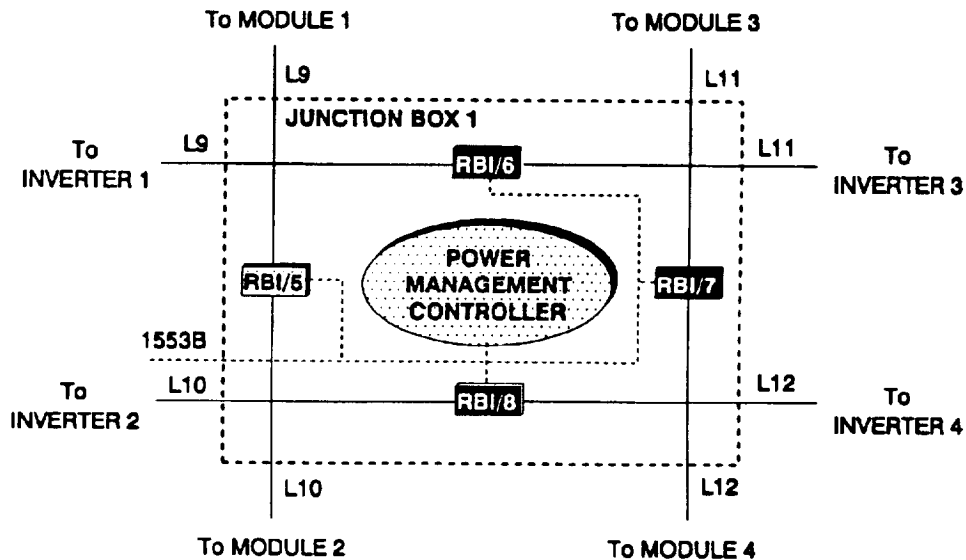 To MODULE 1
To MODULE 3
L9
L11
JUNCTION BOX 1
To
INVERTER 1
L9
RBI/6
L11
To
INVERTER 3
POWER
MANAGEMENT
CONTROLLER
RBI/5
RBI/7
1553B
To
INVERTER 2
L10
RBI/8
L12
To
INVERTER 4
L10
L12
To MODULE 2
To MODULE 4